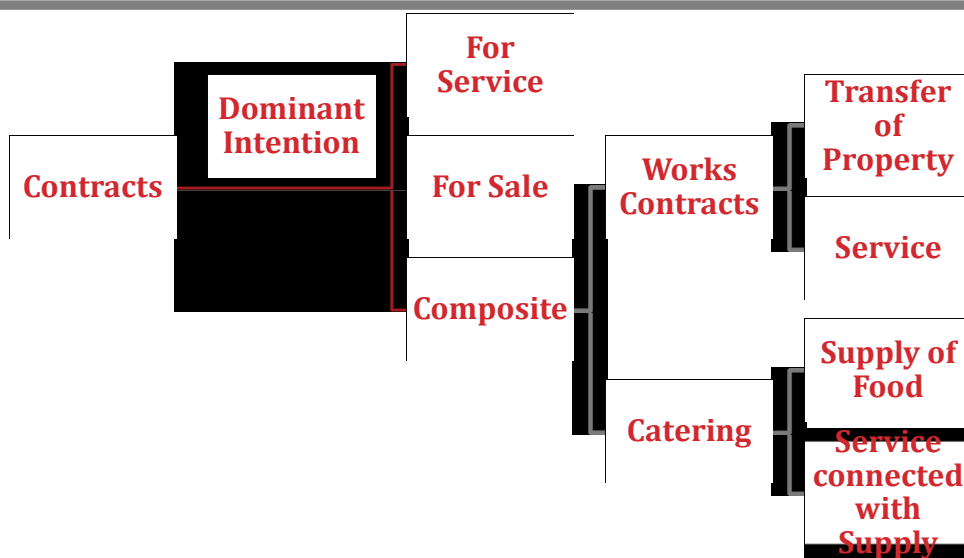 Contracts
Dominant
Intention
For
Service
For Sale
Composite
Works
Contracts
Catering
Transfer
of
Property
Service
Supply of
Food
Service
connected
with
Supply